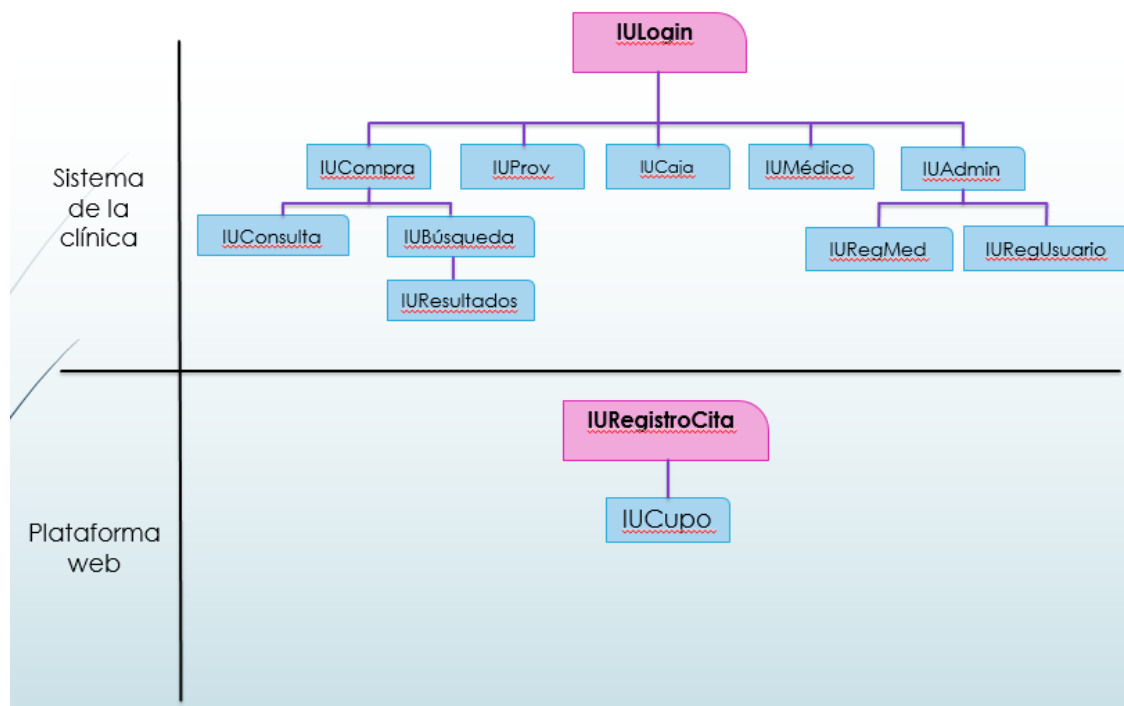 IULogin
Sistema
de la
clínica
IUCompra
IUProv
IUCaja
IUMédico
IUAdmin
IUConsulta
IUBúsqueda
IURegMed
IURegUsuario
IUResultados
Plataforma
web
IURegistroCita
IUCupo